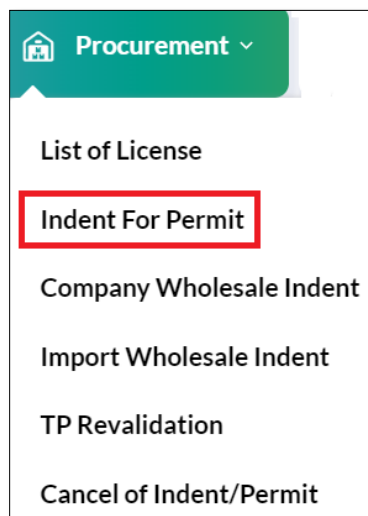 Procurement
List of License
Indent For Permit
Company Wholesale Indent
Import Wholesale Indent
TP Revalidation
Cancel of Indent/Permit